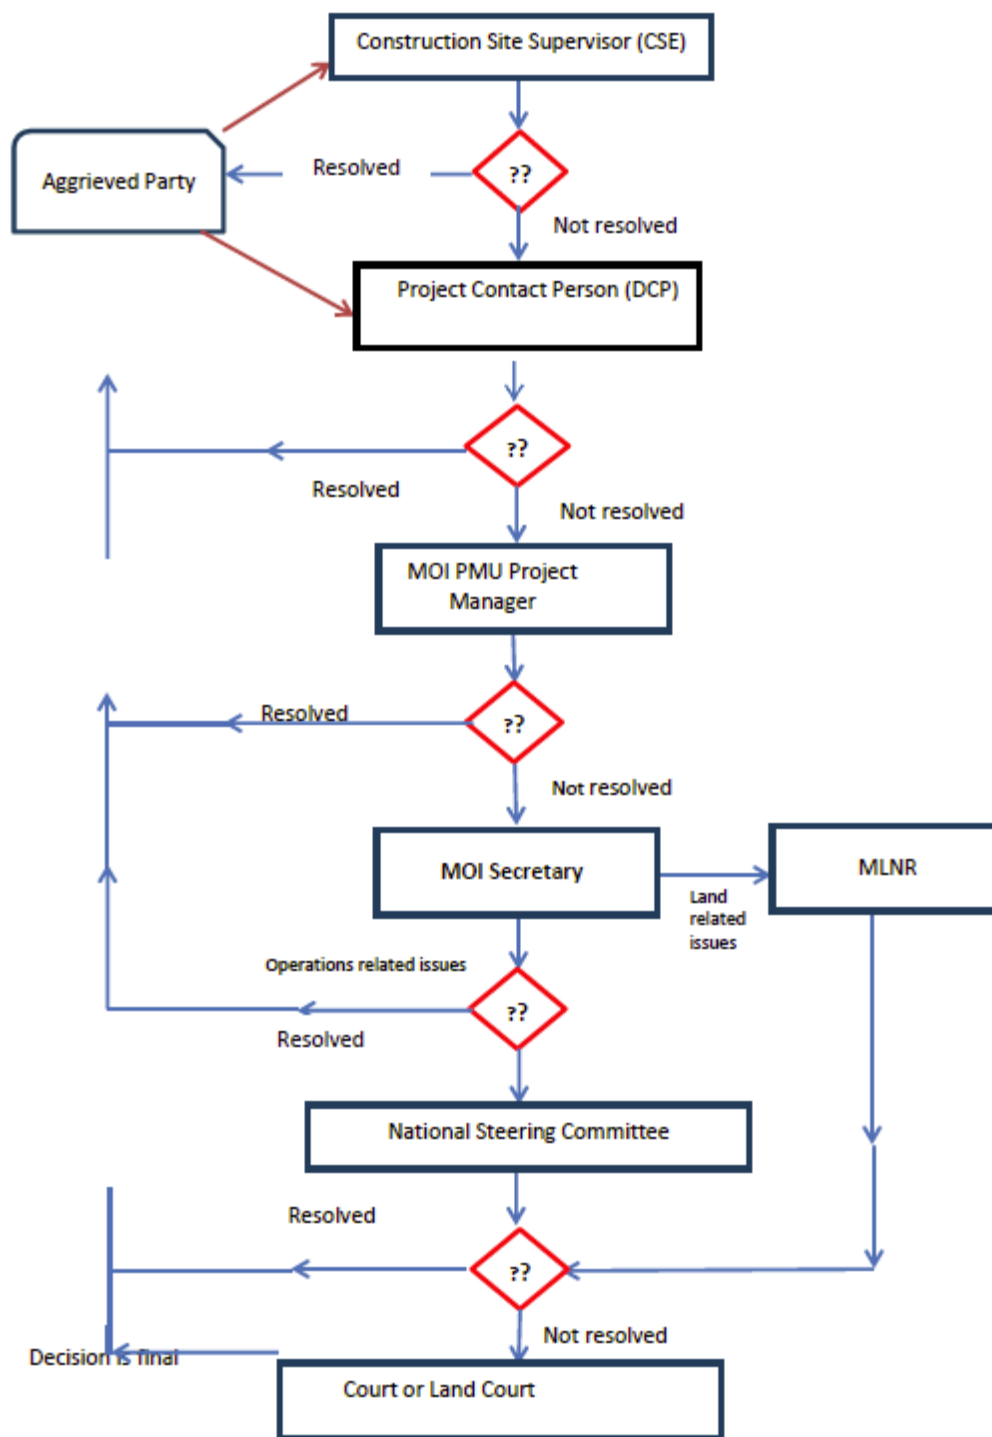 Construction Site Supervisor (CSE)
??
Resolved
Aggrieved Party
Not resolved
Project Contact Person (DCP)
??
Resolved
Not resolved
MOI PMU Project
Manager
Resolved
??
Not resolved
MOI Secretary
MLNR
Land
related
issues
Operations related issues
??
Resolved
National Steering Committee
Resolved
??
Not resolved
Decision is final
Court or Land Court